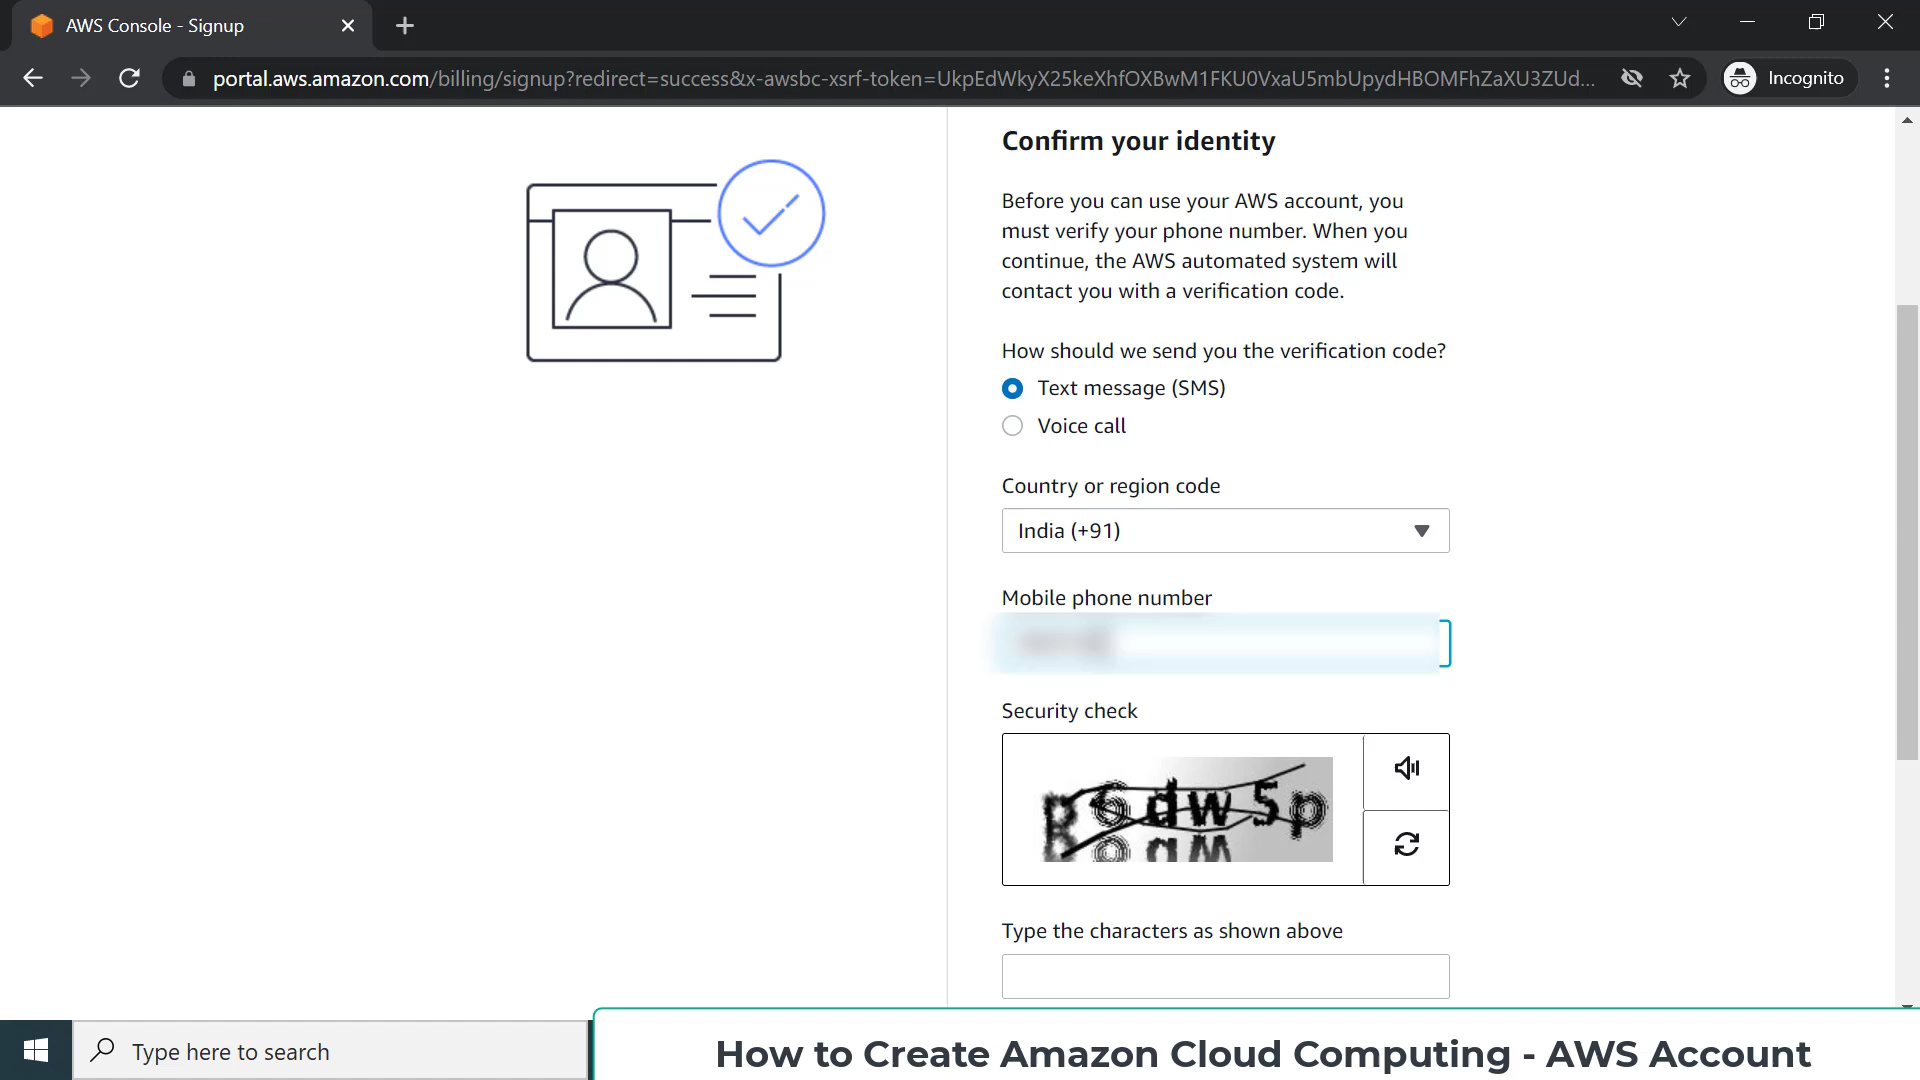 AWS Console - Signup
portal.aws.amazon.com/billing/signup?redirect=success&x-awsbc-xsrf-token=UkpEdWkyX25keXhfOXBwM1FKU0VxaU5mbUpydHBOMFhZaXU3ZUd...
Incognito
Confirm your identity
Before you can use your AWS account, you
must verify your phone number. When you
continue, the AWS automated system will
contact you with a verification code.
How should we send you the verification code?
Text message (SMS)
Voice call
Country or region code
India (+91)
Mobile phone number
Security check
Type the characters as shown above
Type here to search
How to Create Amazon Cloud Computing - AWS Account